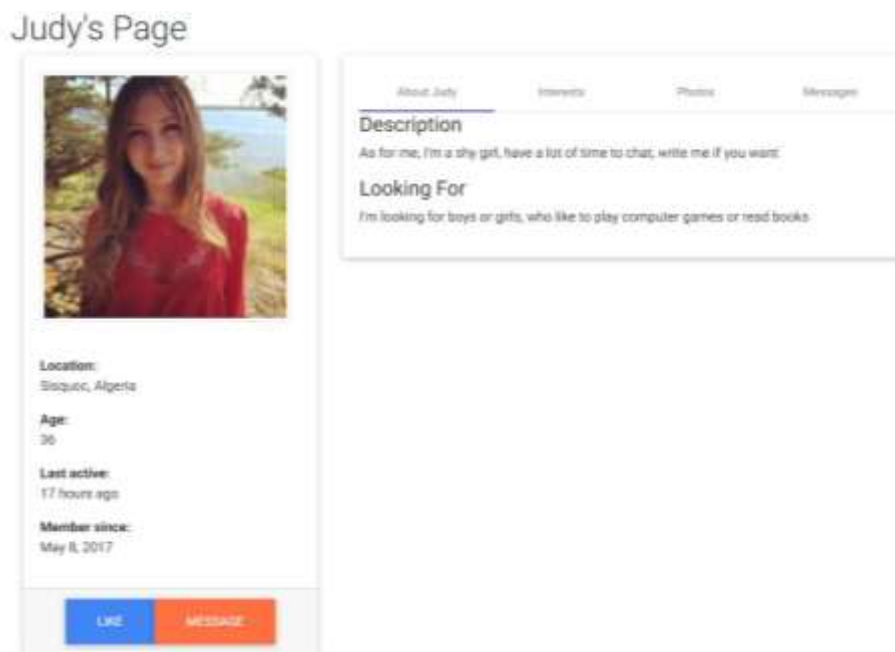 Judy's Page
Location:
Sisquoc, Algeria
Age:
36
Last active:
17 hours ago
Member since:
May 8, 2017
LIKE
MESSAGE
About Judy
Interests
Photos
Messages
Description
As for me, I'm a shy girl, have a lot of time to chat, write me if you want
Looking For
I'm looking for boys or girls, who like to play computer games or read books